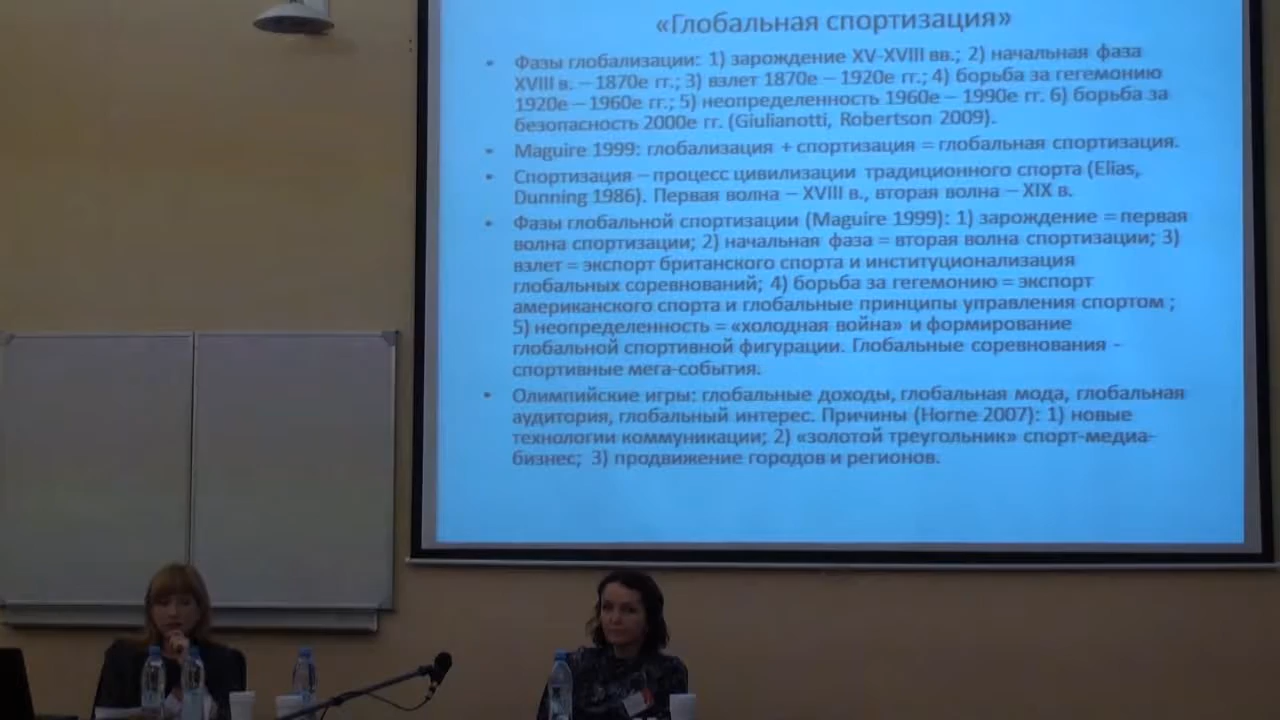 «Глобальная спортизация»
• Фазы глобализации: 1) зарождение XV-XVIII вв.; 2) начальная фаза
XVIII в. – 1870е гг.; 3) взлет 1870е – 1920е гг.; 4) борьба за гегемонию
1920е – 1960е гг.; 5) неопределенность 1960е – 1990е гг. 6) борьба за
безопасность 2000е гг. (Giulianotti, Robertson 2009).
• Maguire 1999: глобализация + спортизация = глобальная спортизация.
• Спортизация – процесс цивилизации традиционного спорта (Elias,
Dunning 1986). Первая волна – XVIII в., вторая волна – XIX в.
• Фазы глобальной спортизации (Maguire 1999): 1) зарождение = первая
волна спортизации; 2) начальная фаза = вторая волна спортизации; 3)
взлет = экспорт британского спорта и институционализация
глобальных соревнований; 4) борьба за гегемонию = экспорт
американского спорта и глобальные принципы управления спортом ;
5) неопределенность = «холодная война» и формирование
глобальной спортивной фигурации. Глобальные соревнования -
спортивные мега-события.
• Олимпийские игры: глобальные доходы, глобальная мода, глобальная
аудитория, глобальный интерес. Причины (Horne 2007): 1) новые
технологии коммуникации; 2) «золотой треугольник» спорт-медиа-
бизнес; 3) продвижение городов и регионов.